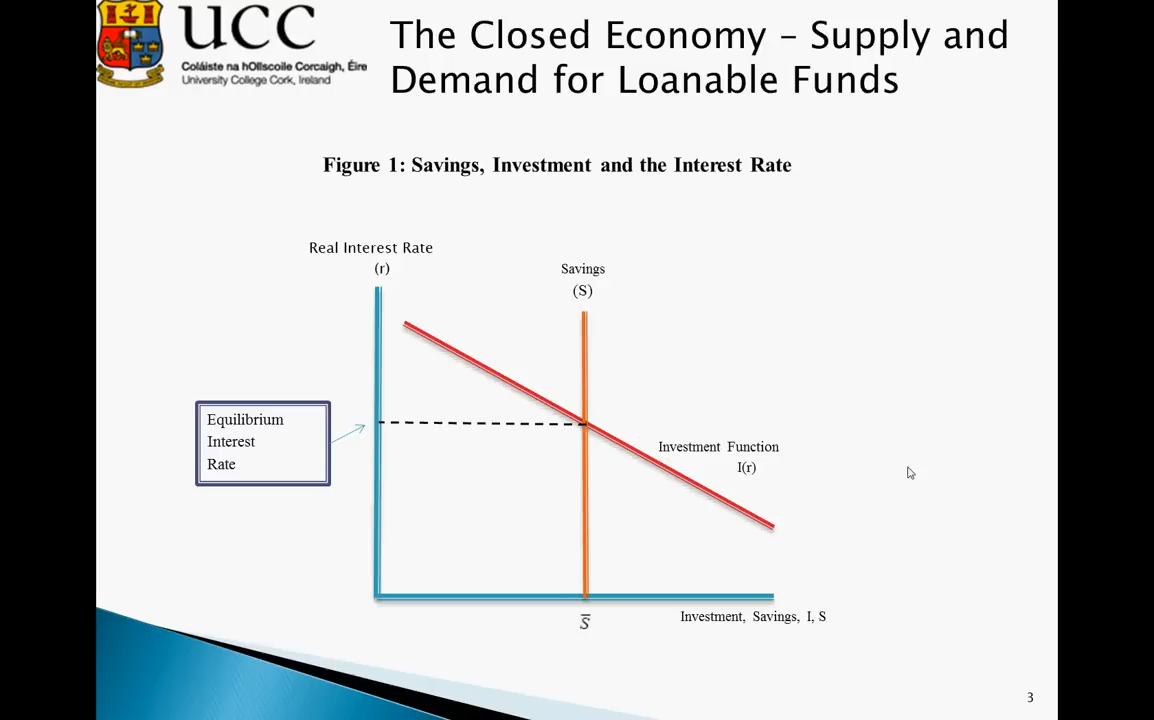 UCC
Coláiste na hOllscoile Corcaigh, Éire
University College Cork, Ireland
The Closed Economy – Supply and
Demand for Loanable Funds
Figure 1: Savings, Investment and the Interest Rate
Real Interest Rate
(r)
Savings
(S)
Equilibrium
Interest
Rate
Investment Function
I(r)
S̅
Investment, Savings, I, S
3